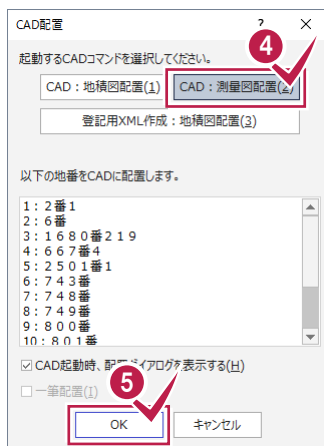 CAD配置 ? ×
起動するCADコマンドを選択してください。
4
CAD：地積図配置(1) CAD：測量図配置(2)
登記用XML作成：地積図配置(3)
以下の地番をCADに配置します。
1：2番1
2：6番
3：1680番219
4：667番4
5：2501番1
6：743番
7：748番
8：749番
9：800番
10：801番
CAD起動時、配置ダイアログを表示する(H)
一筆配置(I)
5
OK キャンセル